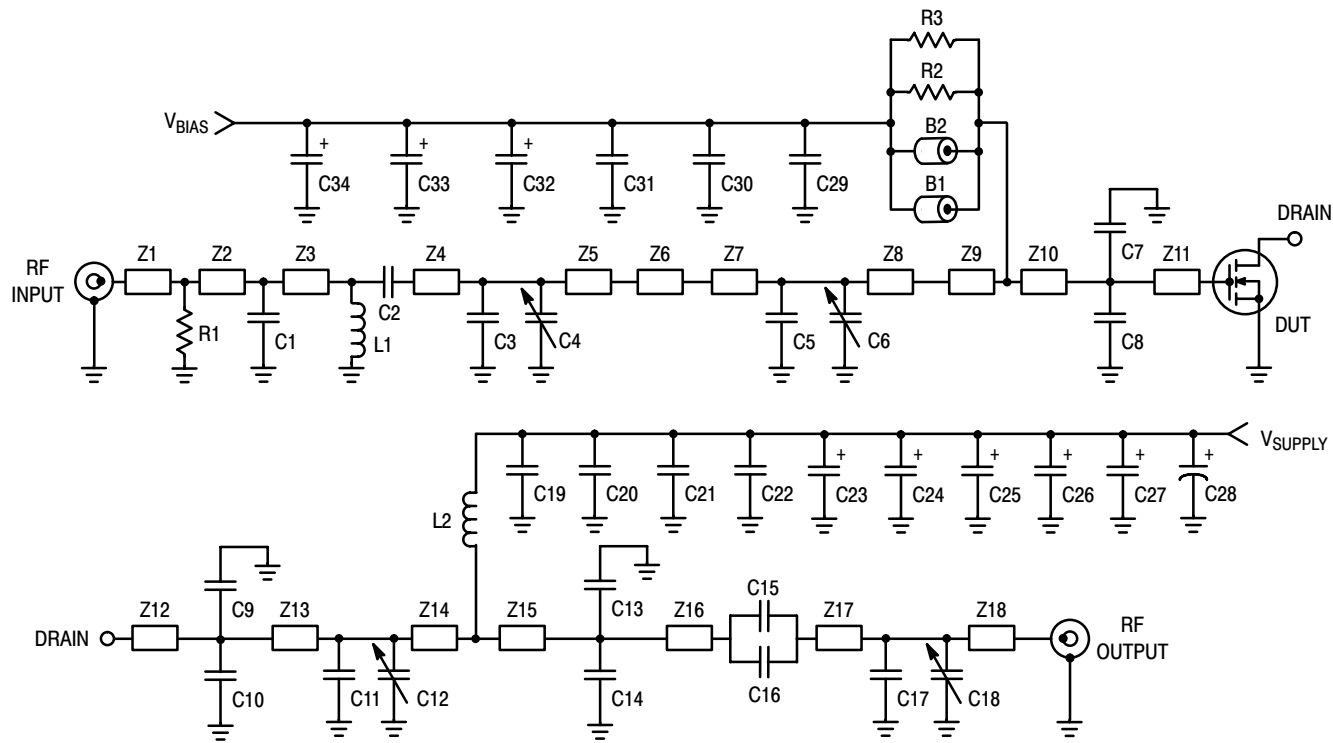 R3
R2
V_BIAS
B2
B1
+
+
+
C34
C33
C32
C31
C30
C29
C7
DRAIN
RF
INPUT
Z1
Z2
Z3
Z4
Z5
Z6
Z7
Z8
Z9
Z10
Z11
C2
R1
C1
L1
C3
C4
C5
C6
C8
DUT
V_SUPPLY
+
+
+
+
+
+
C19
C20
C21
C22
C23
C24
C25
C26
C27
C28
L2
DRAIN
Z12
C9
Z13
Z14
Z15
C13
Z16
C15
Z17
Z18
RF
OUTPUT
C10
C11
C12
C14
C16
C17
C18